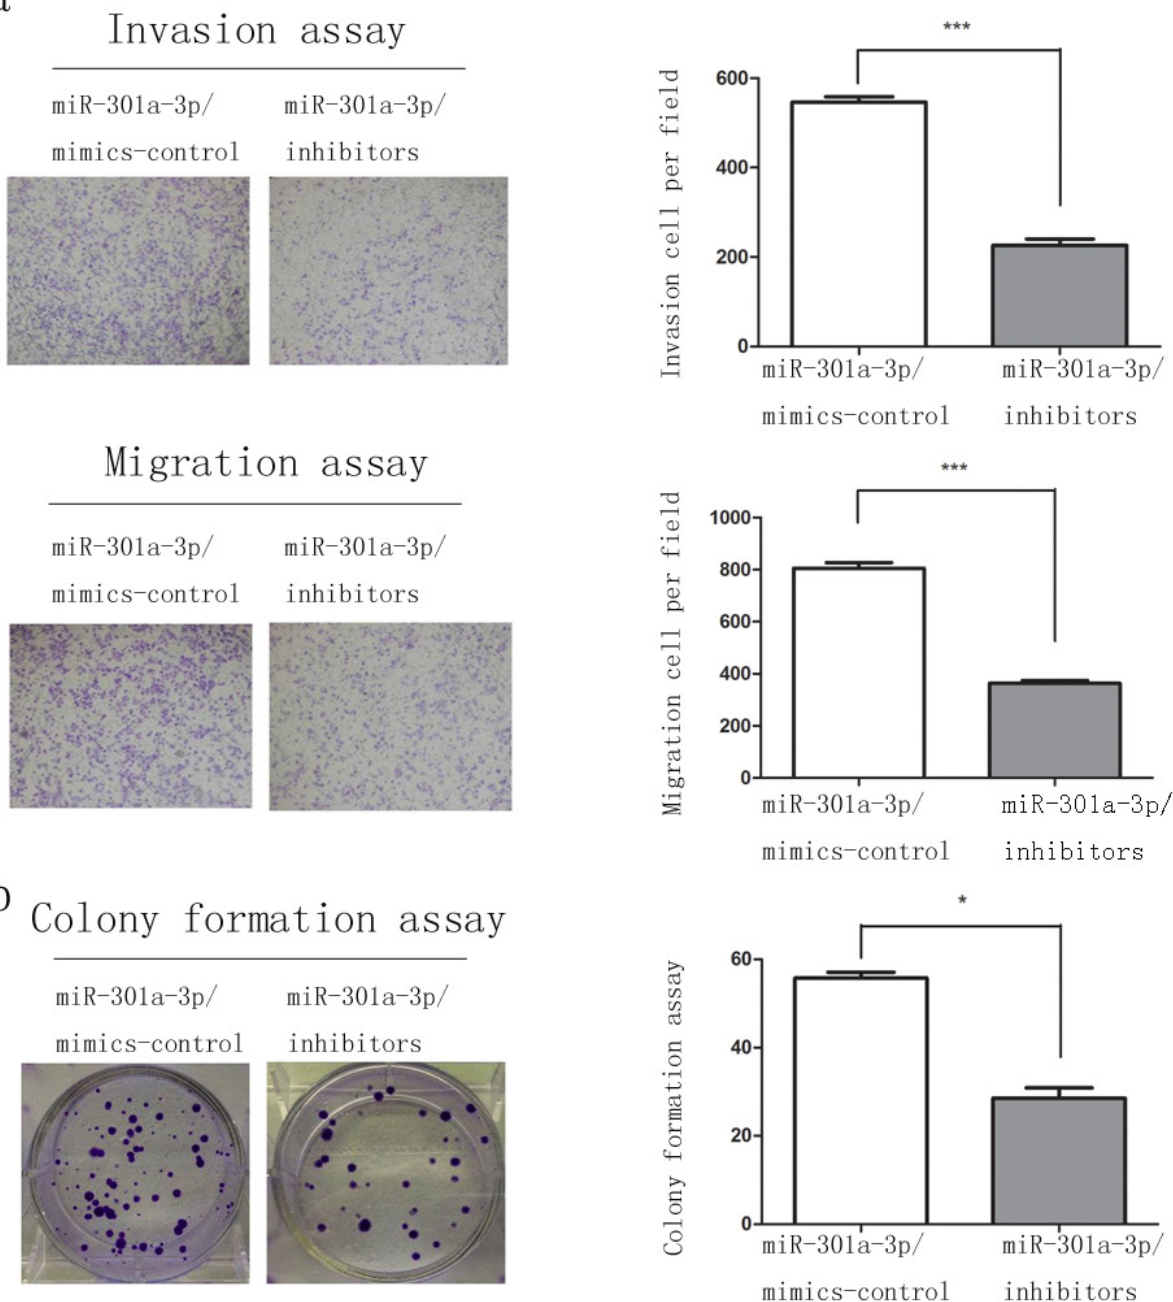 Invasion assay
miR-301a-3p/ miR-301a-3p/
mimics-control inhibitors
***
Invasion cell per field
600
400
200
0
miR-301a-3p/ miR-301a-3p/
mimics-control inhibitors
Migration assay
miR-301a-3p/ miR-301a-3p/
mimics-control inhibitors
***
Migration cell per field
1000
800
600
400
200
0
miR-301a-3p/ miR-301a-3p/
mimics-control inhibitors
Colony formation assay
miR-301a-3p/ miR-301a-3p/
mimics-control inhibitors
*
Colony formation assay
60
40
20
0
miR-301a-3p/ miR-301a-3p/
mimics-control inhibitors